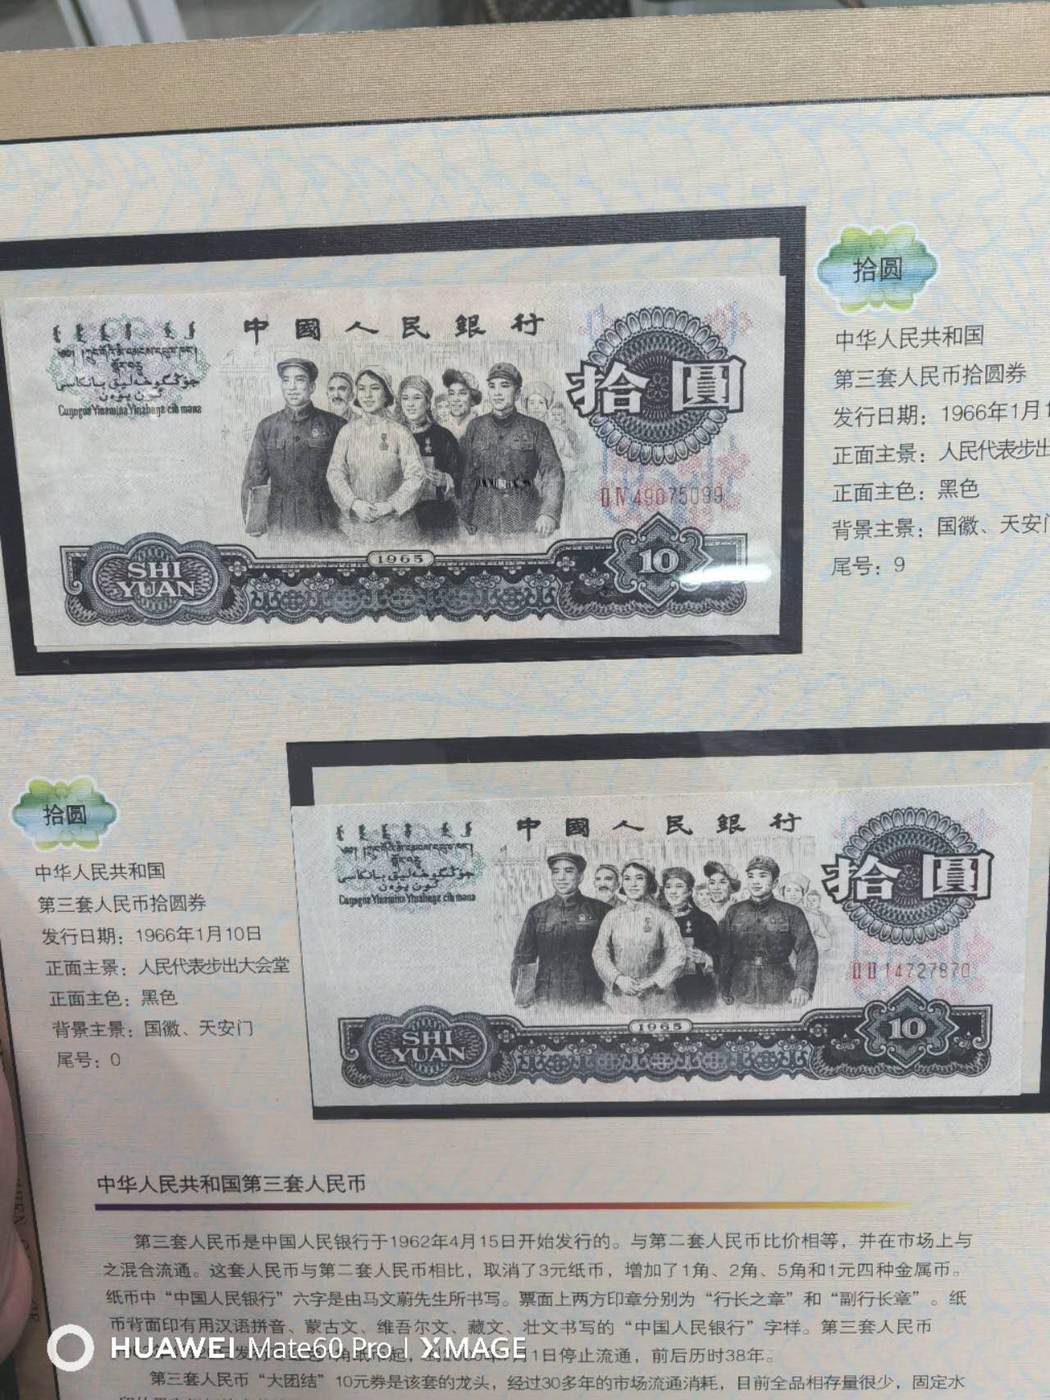 中國人民銀行
Cuŋƣgoz Yinzminz Yinzhaŋz cih maenz
拾圓
ⅡⅣ49075099
1965
SHI
YUAN
10
拾圆
中华人民共和国
第三套人民币拾圆券
发行日期：1966年1月1
正面主景：人民代表步出
正面主色：黑色
背景主景：国徽、天安门
尾号：9
中國人民銀行
拾圓
ⅡⅡ14727870
1965
SHI
YUAN
10
拾圆
中华人民共和国
第三套人民币拾圆券
发行日期：1966年1月10日
正面主景：人民代表步出大会堂
正面主色：黑色
背景主景：国徽、天安门
尾号：0
中华人民共和国第三套人民币
第三套人民币是中国人民银行于1962年4月15日开始发行的。与第二套人民币比价相等，并在市场上与
之混合流通。这套人民币与第二套人民币相比，取消了3元纸币，增加了1角、2角、5角和1元四种金属币。
纸币中“中国人民银行”六字是由马文蔚先生所书写。票面上两方印章分别为“行长之章”和“副行长章”。纸
币背面印有用汉语拼音、蒙古文、维吾尔文、藏文、壮文书写的“中国人民银行”字样。第三套人民币
月1日停止流通，前后历时38年。
第三套人民币“大团结”10元券是该套的龙头，经过30多年的市场流通消耗，目前全品相存量很少，固定水
HUAWEI Mate60 Pro | XMAGE